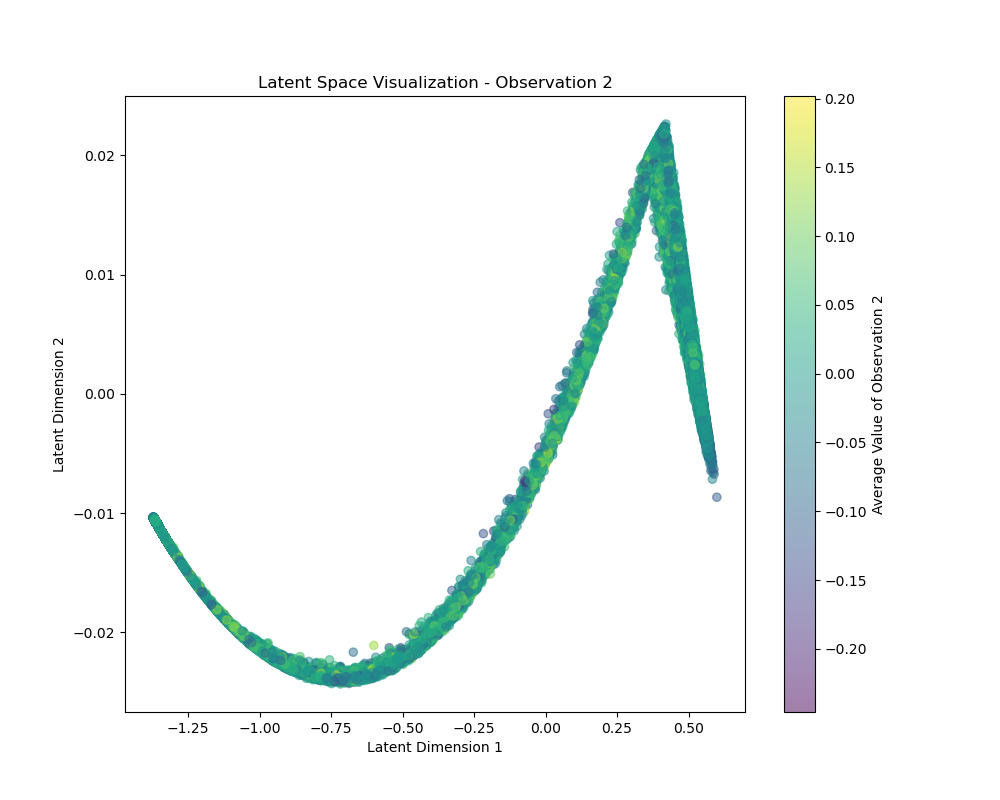 Latent Space Visualization - Observation 2
0.02
0.01
0.00
−0.01
−0.02
Latent Dimension 2
−1.25 −1.00 −0.75 −0.50 −0.25 0.00 0.25 0.50
Latent Dimension 1
0.20
0.15
0.10
0.05
0.00
−0.05
−0.10
−0.15
−0.20
Average Value of Observation 2